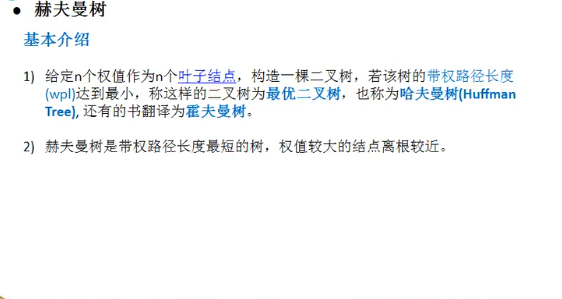 ● 赫夫曼树
基本介绍
1) 给定n个权值作为n个叶子结点，构造一棵二叉树，若该树的带权路径长度
(wpl)达到最小，称这样的二叉树为最优二叉树，也称为哈夫曼树(Huffman
Tree), 还有的书翻译为霍夫曼树。
2) 赫夫曼树是带权路径长度最短的树，权值较大的结点离根较近。